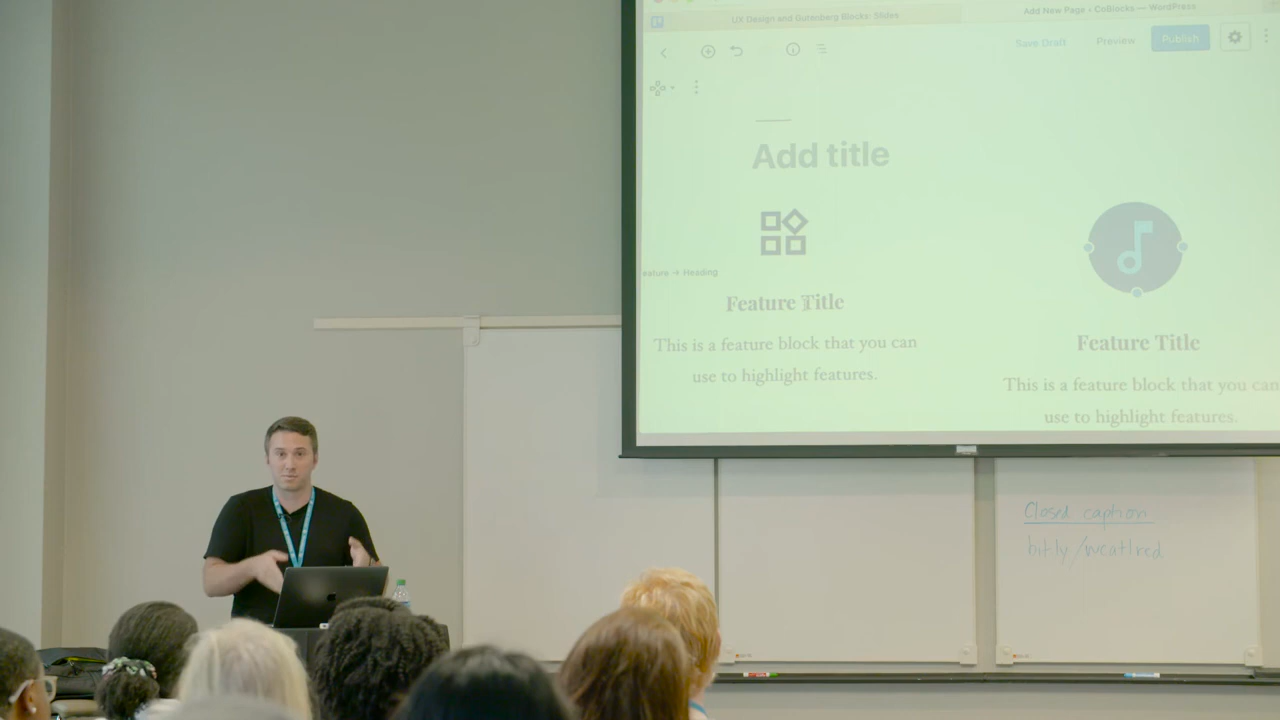 UX Design and Gutenberg Blocks: Slides
Add New Page ‹ CoBlocks — WordPress
Save Draft
Preview
Publish
Add title
eature → Heading
Feature Title
This is a feature block that you can
use to highlight features.
Feature Title
This is a feature block that you can
use to highlight features.
Closed caption
bit.ly/wcatlred